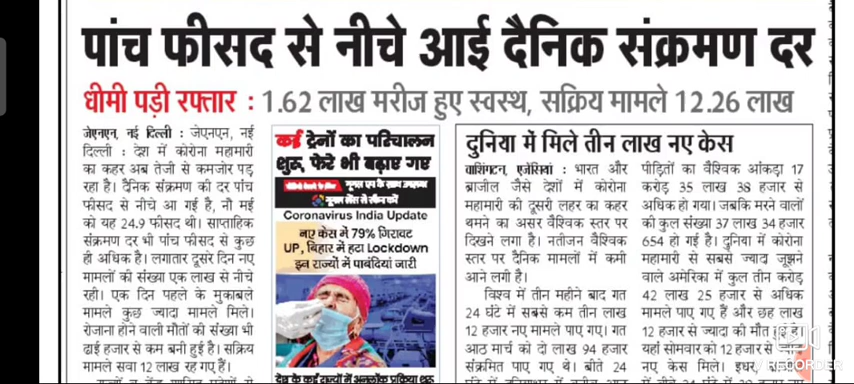 पांच फीसद से नीचे आई दैनिक संक्रमण दर
धीमी पड़ी रफ्तार : 1.62 लाख मरीज हुए स्वस्थ, सक्रिय मामले 12.26 लाख
जेएनएन, नई दिल्ली : जेएनएन, नई
दिल्ली : देश में कोरोना महामारी
का कहर अब तेजी से कमजोर पड़
रहा है। दैनिक संक्रमण की दर पांच
फीसद से नीचे आ गई है, नौ मई
को यह 24.9 फीसद थी। साप्ताहिक
संक्रमण दर भी पांच फीसद से कुछ
ही अधिक है। लगातार दूसरे दिन नए
मामलों की संख्या एक लाख से नीचे
रही। एक दिन पहले के मुकाबले
मामले कुछ ज्यादा मामले मिले।
रोजाना होने वाली मौतों की संख्या भी
ढाई हजार से कम बनी हुई है। सक्रिय
मामले सवा 12 लाख रह गए हैं।
कई ट्रेनों का परिचालन
शुरू, फेरे भी बढ़ाए गए
Coronavirus India Update
नए केस में 79% गिरावट
UP, बिहार में हटा Lockdown
इन राज्यों में पाबंदियां जारी
देश के कई राज्यों में अनलॉक प्रक्रिया शुरू
दुनिया में मिले तीन लाख नए केस
वाशिंगटन, एजेंसियां : भारत और
ब्राजील जैसे देशों में कोरोना
महामारी की दूसरी लहर का कहर
थमने का असर वैश्विक स्तर पर
दिखने लगा है। नतीजन वैश्विक
स्तर पर दैनिक मामलों में कमी
आने लगी है।
विश्व में तीन महीने बाद गत
24 घंटे में सबसे कम तीन लाख
12 हजार नए मामले पाए गए। गत
आठ मार्च को दो लाख 94 हजार
संक्रमित पाए गए थे। बीते 24
पीड़ितों का वैश्विक आंकड़ा 17
करोड़ 35 लाख 38 हजार से
अधिक हो गया। जबकि मरने वालों
की कुल संख्या 37 लाख 34 हजार
654 हो गई है। दुनिया में कोरोना
महामारी से सबसे ज्यादा जूझने
वाले अमेरिका में कुल तीन करोड़
42 लाख 25 हजार से अधिक
मामले पाए गए हैं और छह लाख
12 हजार से ज्यादा की मौत हुई है।
यहां सोमवार को 12 हजार से
नए केस मिले। इधर,
RECORDER